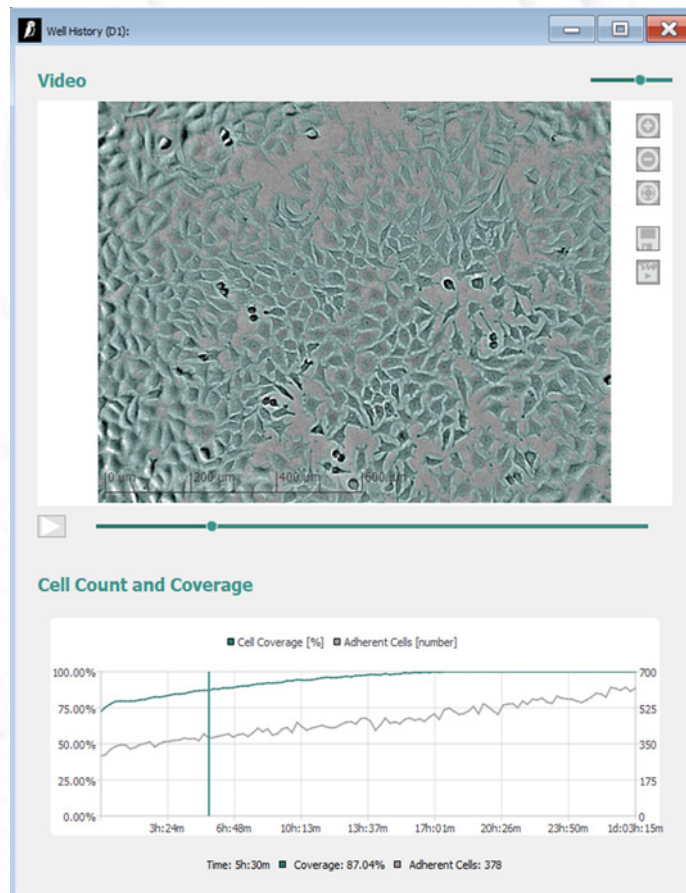 Well History (D1):
Video
0 µm 200 µm 400 µm 600 µm
Cell Count and Coverage
Cell Coverage [%] Adherent Cells [number]
100.00% 700
75.00% 525
50.00% 350
25.00% 175
0.00% 0
3h:24m 6h:48m 10h:13m 13h:37m 17h:01m 20h:26m 23h:50m 1d:03h:15m
Time: 5h:30m Coverage: 87.04% Adherent Cells: 378